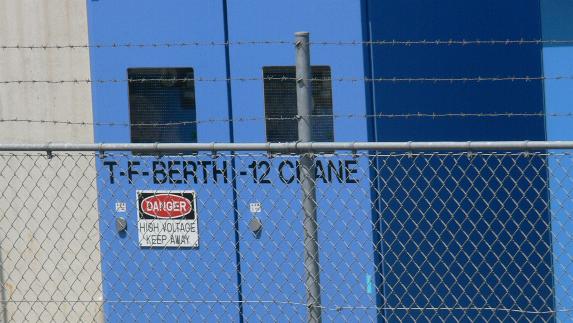 T-F-BERTH-12 CRANE
DANGER
HIGH VOLTAGE
KEEP AWAY